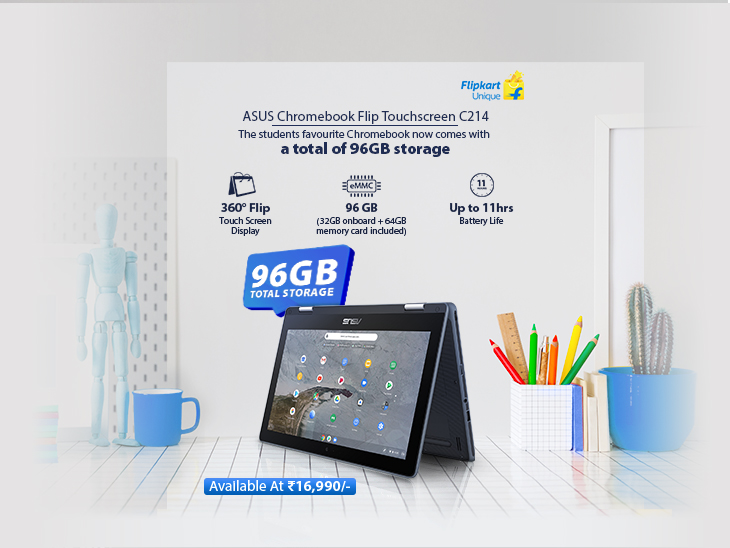 Flipkart
Unique
ASUS Chromebook Flip Touchscreen C214
The students favourite Chromebook now comes with
a total of 96GB storage
360° Flip
Touch Screen
Display
eMMC
96 GB
(32GB onboard + 64GB
memory card included)
11
Up to 11hrs
Battery Life
96GB
TOTAL STORAGE
ASUS
Available At ₹16,990/-